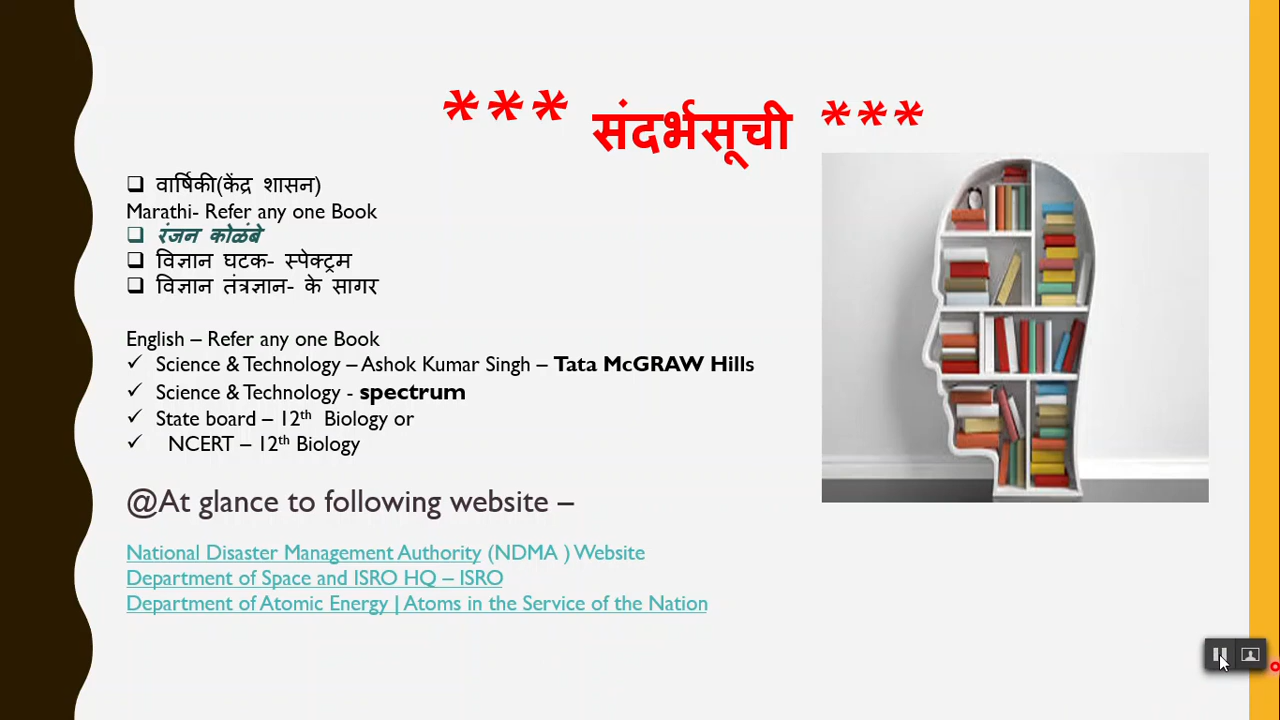 *** संदर्भसूची ***
❑ वार्षिकी(केंद्र शासन)
Marathi- Refer any one Book
❑ रंजन कोळंबे
❑ विज्ञान घटक- स्पेक्ट्रम
❑ विज्ञान तंत्रज्ञान- के सागर
English – Refer any one Book
✓ Science & Technology – Ashok Kumar Singh – Tata McGRAW Hills
✓ Science & Technology - spectrum
✓ State board – 12th Biology or
✓ NCERT – 12th Biology
@At glance to following website –
National Disaster Management Authority (NDMA ) Website
Department of Space and ISRO HQ – ISRO
Department of Atomic Energy | Atoms in the Service of the Nation